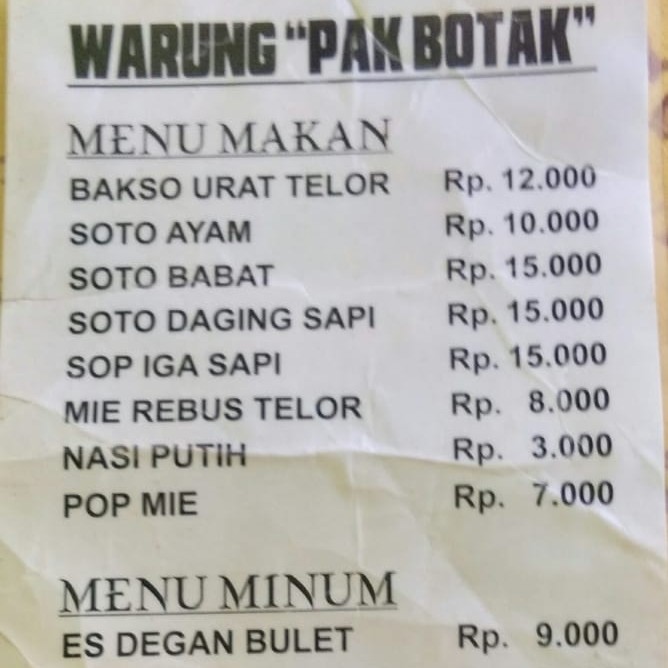 WARUNG “PAK BOTAK”
MENU MAKAN
BAKSO URAT TELOR Rp. 12.000
SOTO AYAM Rp. 10.000
SOTO BABAT Rp. 15.000
SOTO DAGING SAPI Rp. 15.000
SOP IGA SAPI Rp. 15.000
MIE REBUS TELOR Rp. 8.000
NASI PUTIH Rp. 3.000
POP MIE Rp. 7.000
MENU MINUM
ES DEGAN BULET Rp. 9.000